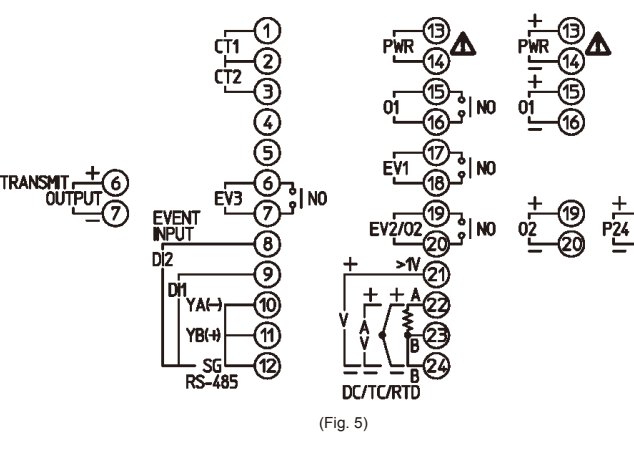 1
CT1
2
CT2
3
4
5
TRANSMIT
OUTPUT
+
6
−
7
6
EV3
7
NO
EVENT
INPUT
8
DI2
9
DI1
YA(−)
10
YB(+)
11
SG
12
RS-485
13
PWR
14
15
O1
16
NO
17
EV1
18
NO
19
EV2/O2
20
NO
+
>1V
21
+
+
A
22
V
A
V
B
23
−
−
−
B
24
DC/TC/RTD
+
13
PWR
−
14
+
15
O1
−
16
+
19
O2
−
20
+
P24
−
(Fig. 5)